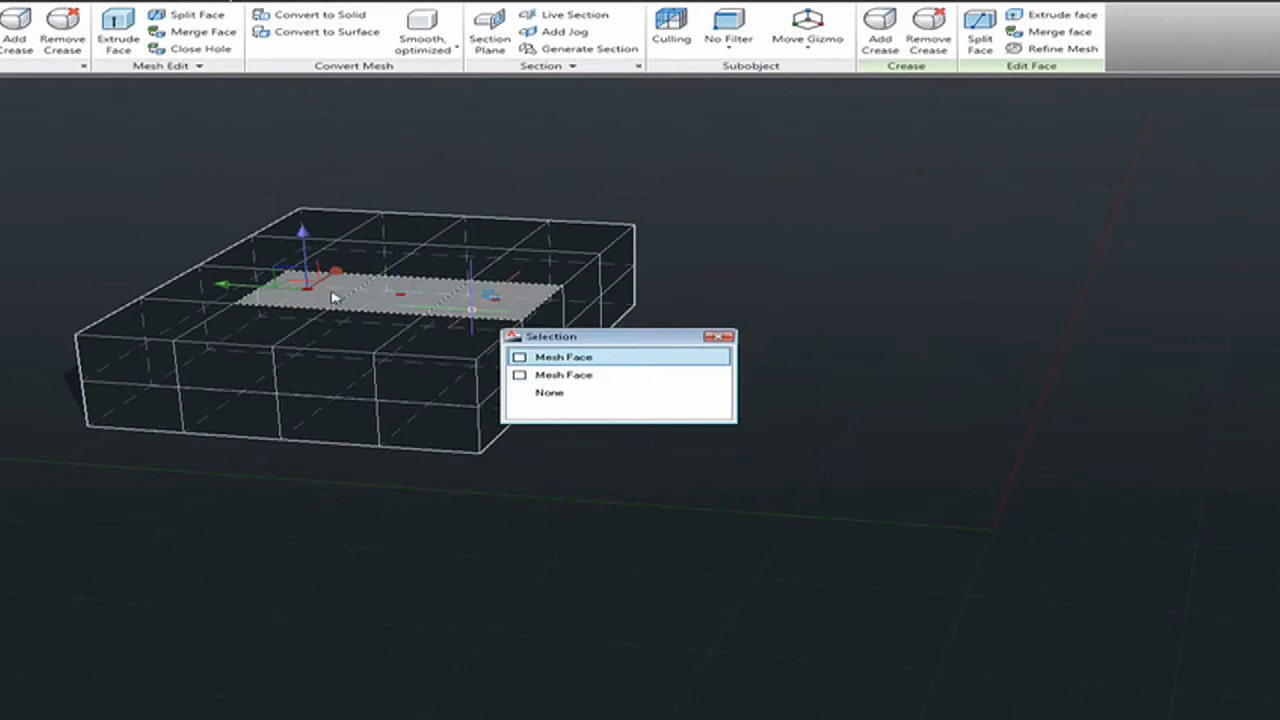 Add Crease
Remove Crease
Extrude Face
Split Face
Merge Face
Close Hole
Mesh Edit
Convert to Solid
Convert to Surface
Smooth, optimized
Convert Mesh
Section Plane
Live Section
Add Jog
Generate Section
Section
Culling
No Filter
Move Gizmo
Subobject
Add Crease
Remove Crease
Crease
Split Face
Extrude face
Merge face
Refine Mesh
Edit Face
Selection
Mesh Face
Mesh Face
None